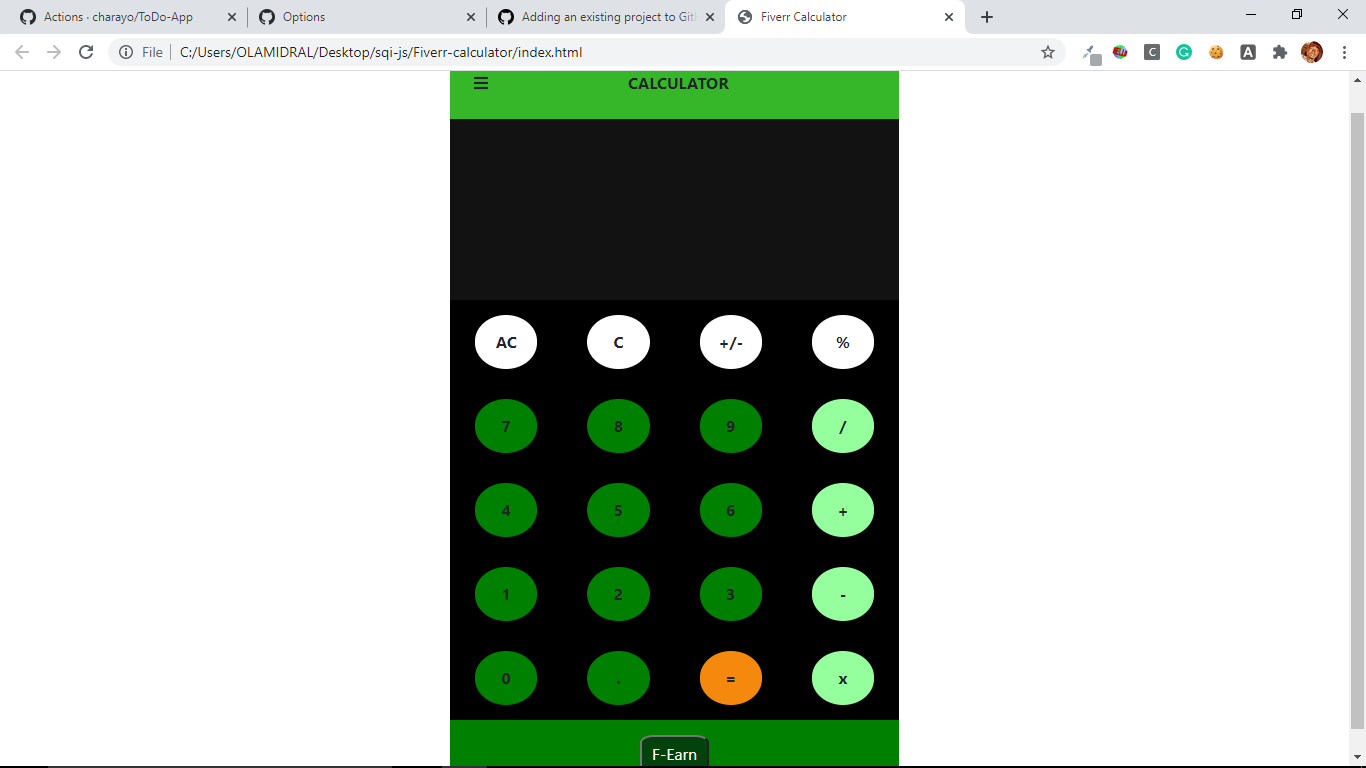 Actions · charayo/ToDo-App
Options
Adding an existing project to Git
Fiverr Calculator
File
C:/Users/OLAMIDRAL/Desktop/sqi-js/Fiverr-calculator/index.html
CALCULATOR
AC C +/- %
7 8 9 /
4 5 6 +
1 2 3 -
0 . = x
F-Earn